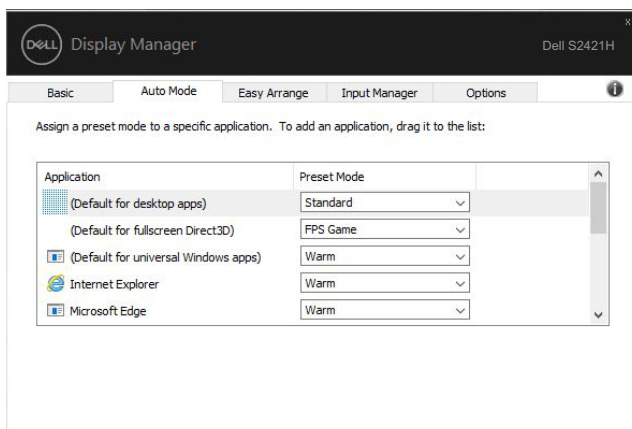 x
DELL Display Manager Dell S2421H
Basic Auto Mode Easy Arrange Input Manager Options i
Assign a preset mode to a specific application. To add an application, drag it to the list:
Application Preset Mode
(Default for desktop apps) Standard
(Default for fullscreen Direct3D) FPS Game
(Default for universal Windows apps) Warm
Internet Explorer Warm
Microsoft Edge Warm